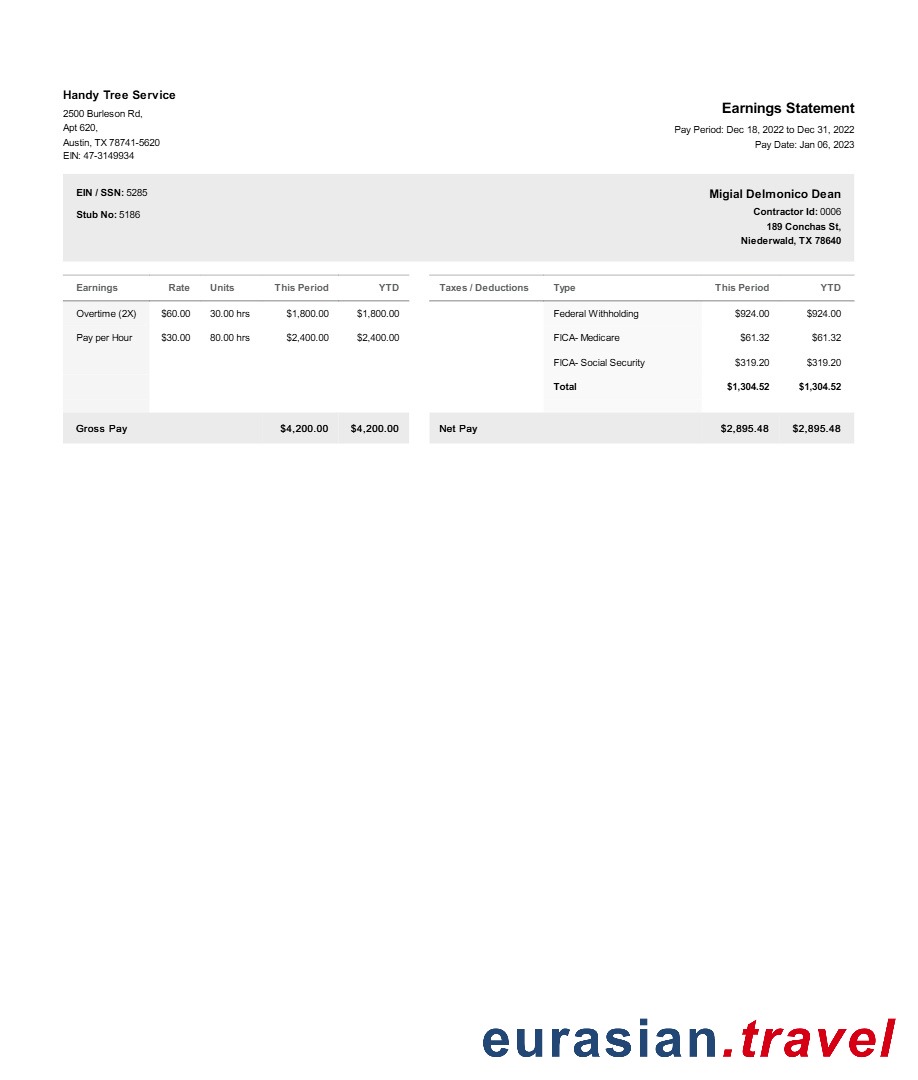 Handy Tree Service
2500 Burleson Rd,
Apt 620,
Austin, TX 78741-5620
EIN: 47-3149934
Earnings Statement
Pay Period: Dec 18, 2022 to Dec 31, 2022
Pay Date: Jan 06, 2023
EIN / SSN: 5285
Stub No: 5186
Migial Delmonico Dean
Contractor Id: 0006
189 Conchas St,
Niederwald, TX 78640
Earnings Rate Units This Period YTD
Overtime (2X) $60.00 30.00 hrs $1,800.00 $1,800.00
Pay per Hour $30.00 80.00 hrs $2,400.00 $2,400.00
Gross Pay $4,200.00 $4,200.00
Taxes / Deductions Type This Period YTD
Federal Withholding $924.00 $924.00
FICA- Medicare $61.32 $61.32
FICA- Social Security $319.20 $319.20
Total $1,304.52 $1,304.52
Net Pay $2,895.48 $2,895.48
eurasian.travel